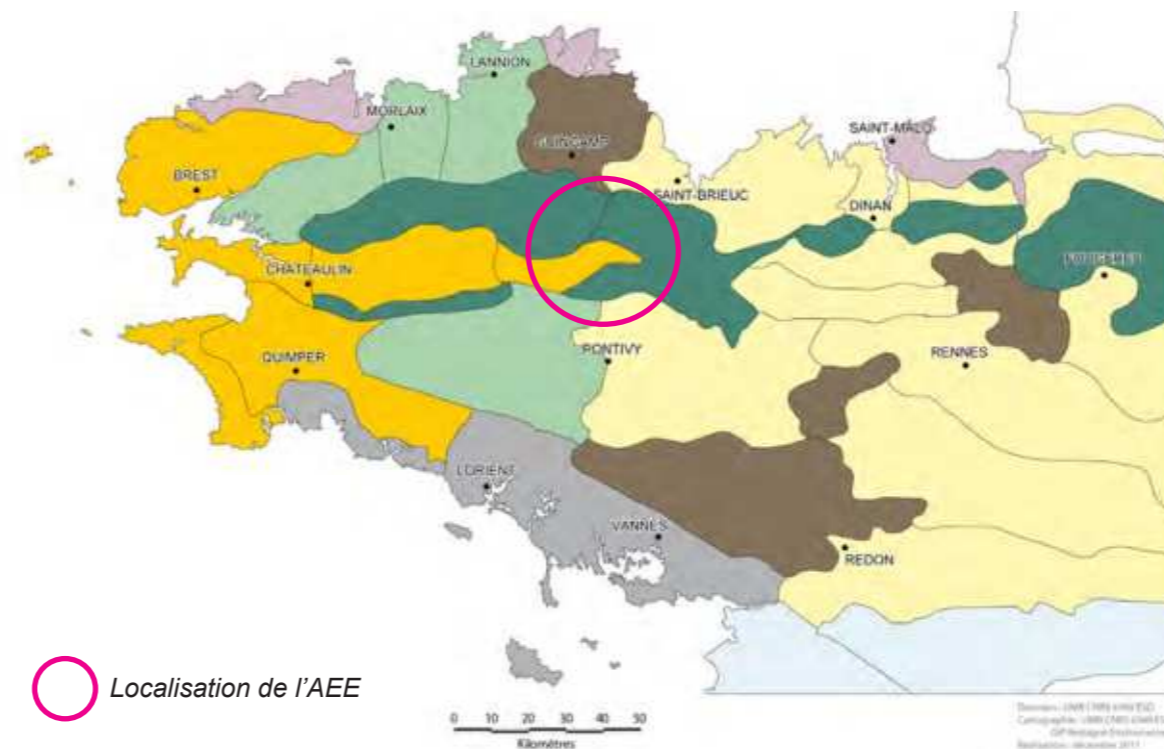 LANNION
MORLAIX
GUINGAMP
SAINT-MALO
BREST
SAINT-BRIEUC
DINAN
CHATEAULIN
FOUGERES
QUIMPER
PONTIVY
RENNES
LORIENT
VANNES
REDON
Localisation de l'AEE
0 10 20 30 40 50
Kilomètres